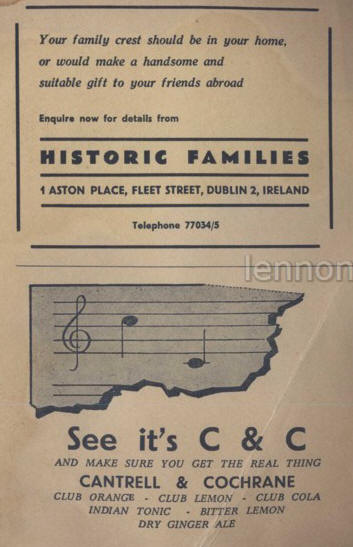 Your family crest should be in your home,
or would make a handsome and
suitable gift to your friends abroad
Enquire now for details from
HISTORIC FAMILIES
1 ASTON PLACE, FLEET STREET, DUBLIN 2, IRELAND
Telephone 77034/5
lennon
See it's C & C
AND MAKE SURE YOU GET THE REAL THING
CANTRELL & COCHRANE
CLUB ORANGE - CLUB LEMON - CLUB COLA
INDIAN TONIC - BITTER LEMON
DRY GINGER ALE